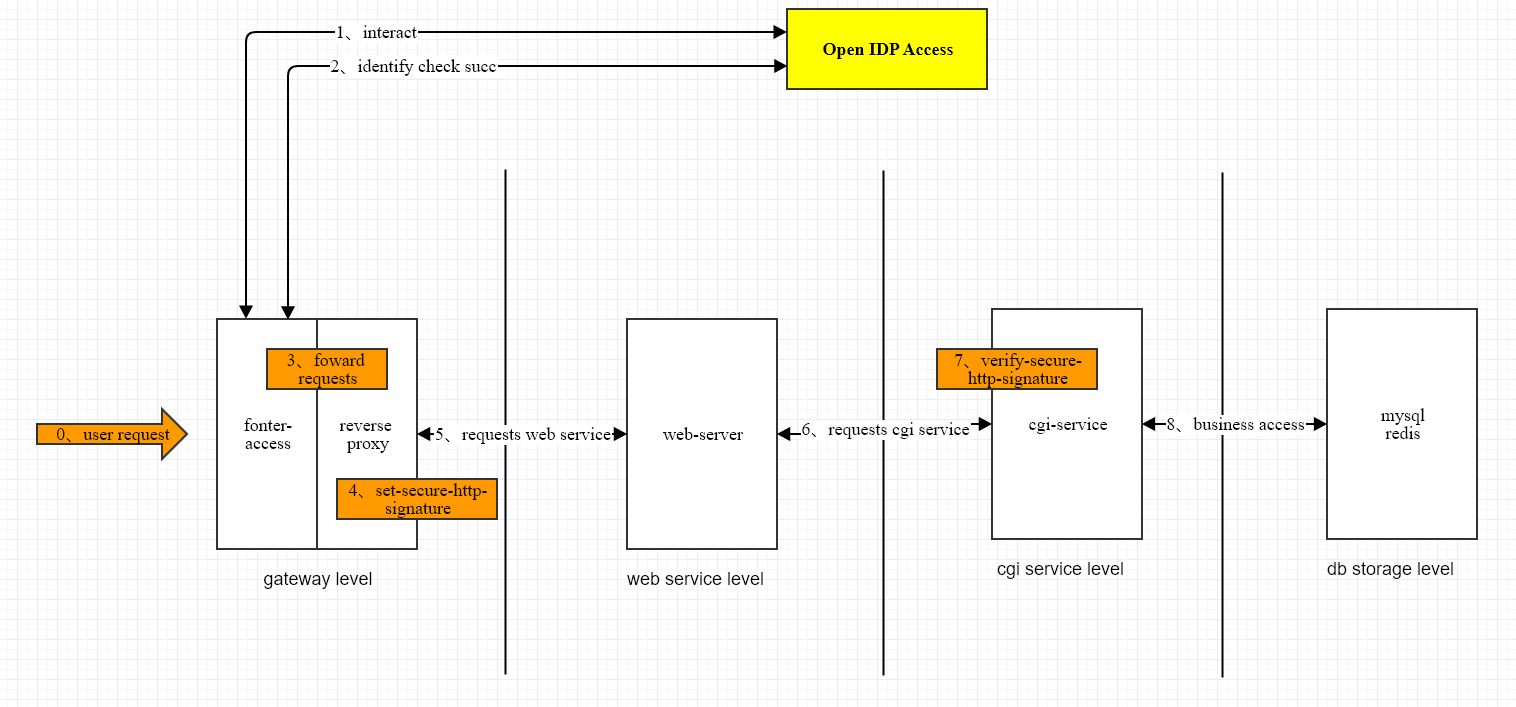 1、interact
Open IDP Access
2、identify check succ
3、foward
requests
7、verify-secure-
http-signature
0、user request
fonter-
access
reverse
proxy
5、requests web service
web-server
6、requests cgi service
cgi-service
8、business access
mysql
redis
4、set-secure-http-
signature
gateway level
web service level
cgi service level
db storage level